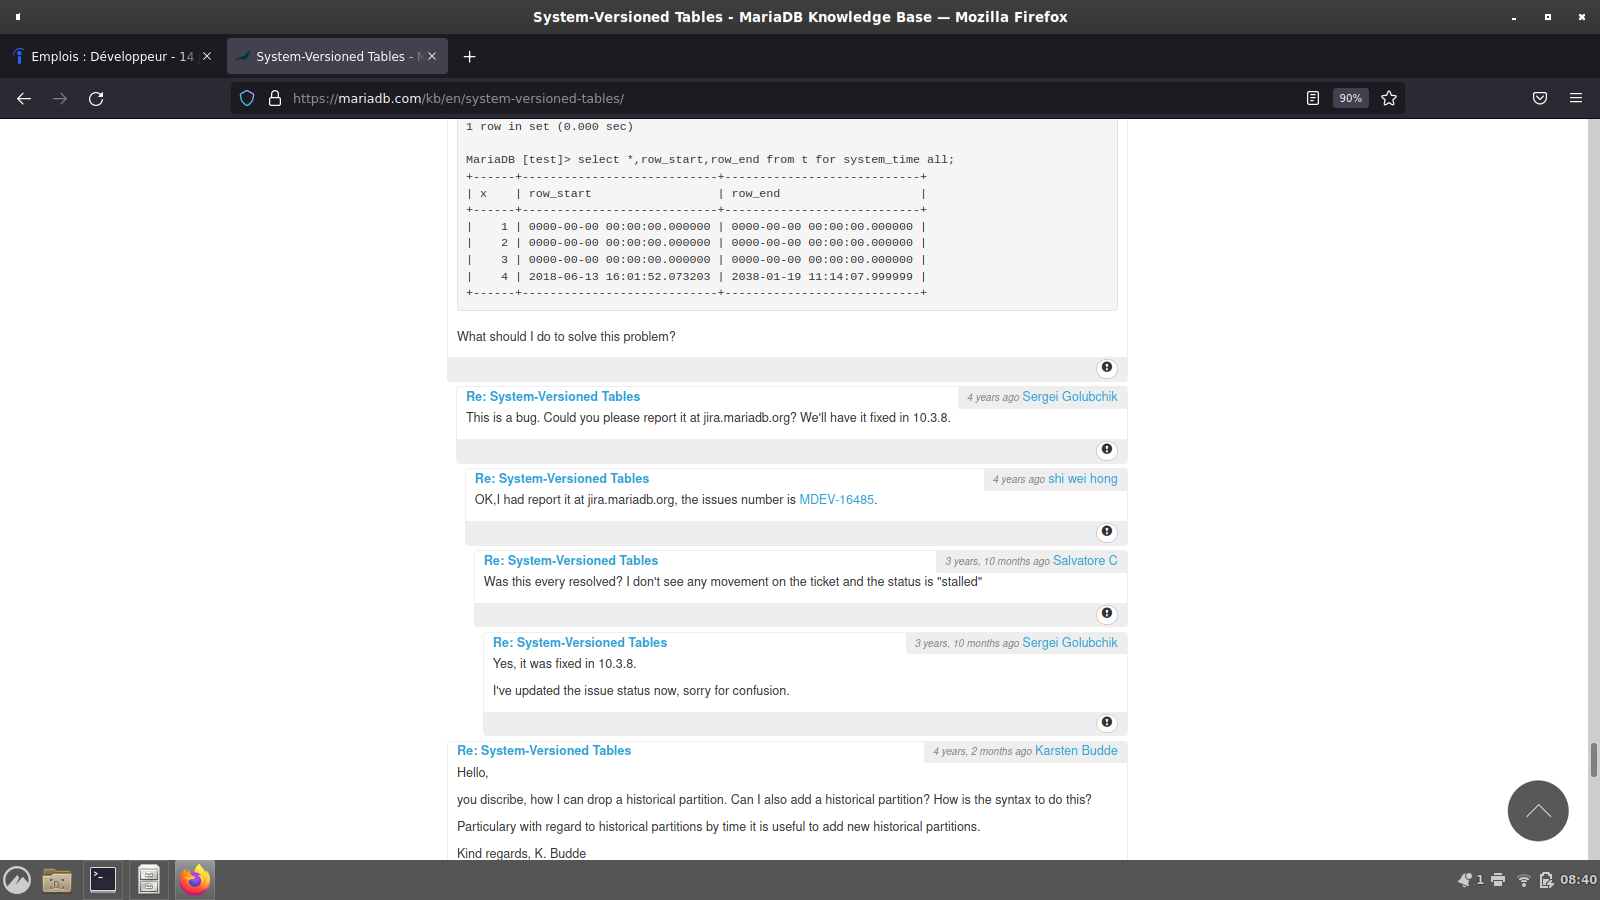 System-Versioned Tables - MariaDB Knowledge Base — Mozilla Firefox
Emplois : Développeur - 14
System-Versioned Tables -
https://mariadb.com/kb/en/system-versioned-tables/
90%
1 row in set (0.000 sec)
MariaDB [test]> select *,row_start,row_end from t for system_time all;
+------+----------------------------+----------------------------+
| x    | row_start                  | row_end                    |
+------+----------------------------+----------------------------+
|    1 | 0000-00-00 00:00:00.000000 | 0000-00-00 00:00:00.000000 |
|    2 | 0000-00-00 00:00:00.000000 | 0000-00-00 00:00:00.000000 |
|    3 | 0000-00-00 00:00:00.000000 | 0000-00-00 00:00:00.000000 |
|    4 | 2018-06-13 16:01:52.073203 | 2038-01-19 11:14:07.999999 |
+------+----------------------------+----------------------------+
What should I do to solve this problem?
Re: System-Versioned Tables
4 years ago Sergei Golubchik
This is a bug. Could you please report it at jira.mariadb.org? We'll have it fixed in 10.3.8.
Re: System-Versioned Tables
4 years ago shi wei hong
OK,I had report it at jira.mariadb.org, the issues number is MDEV-16485.
Re: System-Versioned Tables
3 years, 10 months ago Salvatore C
Was this every resolved? I don't see any movement on the ticket and the status is "stalled"
Re: System-Versioned Tables
3 years, 10 months ago Sergei Golubchik
Yes, it was fixed in 10.3.8.
I've updated the issue status now, sorry for confusion.
Re: System-Versioned Tables
4 years, 2 months ago Karsten Budde
Hello,
you discribe, how I can drop a historical partition. Can I also add a historical partition? How is the syntax to do this?
Particulary with regard to historical partitions by time it is useful to add new historical partitions.
Kind regards, K. Budde
1
08:40